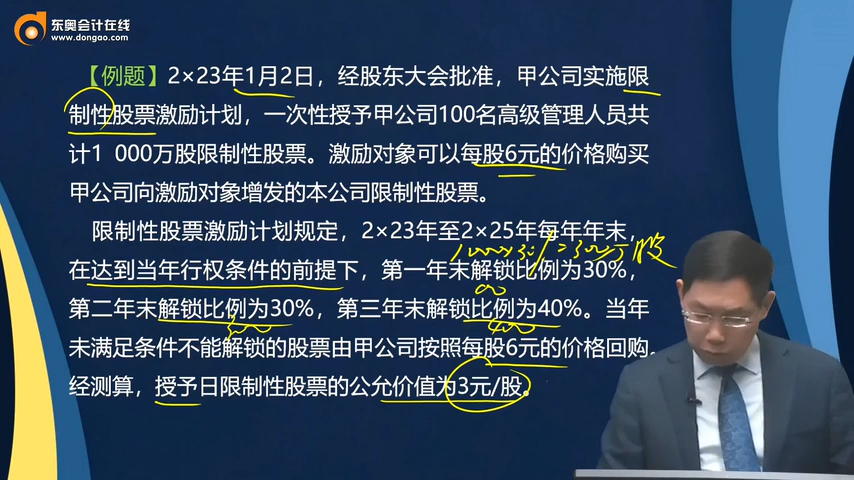 东奥会计在线
www.dongao.com
【例题】2×23年1月2日，经股东大会批准，甲公司实施限
制性股票激励计划，一次性授予甲公司100名高级管理人员共
计1 000万股限制性股票。激励对象可以每股6元的价格购买
甲公司向激励对象增发的本公司限制性股票。
限制性股票激励计划规定，2×23年至2×25年每年年末，
1000×30%=300万股
在达到当年行权条件的前提下，第一年末解锁比例为30%，
第二年末解锁比例为30%，第三年末解锁比例为40%。当年
300
400
未满足条件不能解锁的股票由甲公司按照每股6元的价格回购。
经测算，授予日限制性股票的公允价值为3元/股。